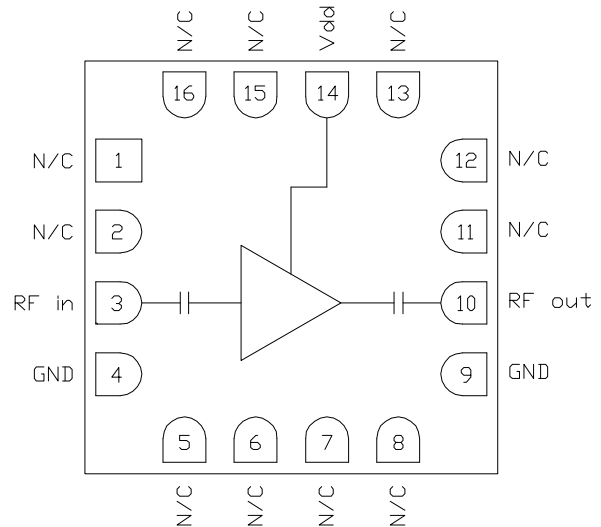 N/C
N/C
Vdd
N/C
16
15
14
13
N/C
1
12
N/C
N/C
2
11
N/C
RF in
3
10
RF out
GND
4
9
GND
5
6
7
8
N/C
N/C
N/C
N/C